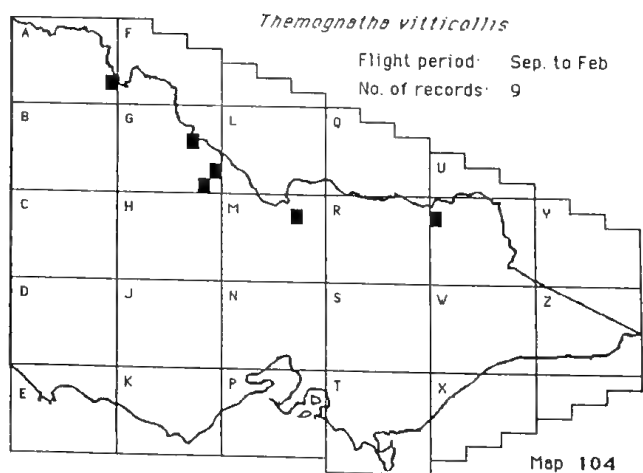 Themognatha vitticollis
Flight period: Sep. to Feb
No. of records: 9
A F
B G L Q
U
C H M R Y
D J N S W Z
E K P T X
Map 104